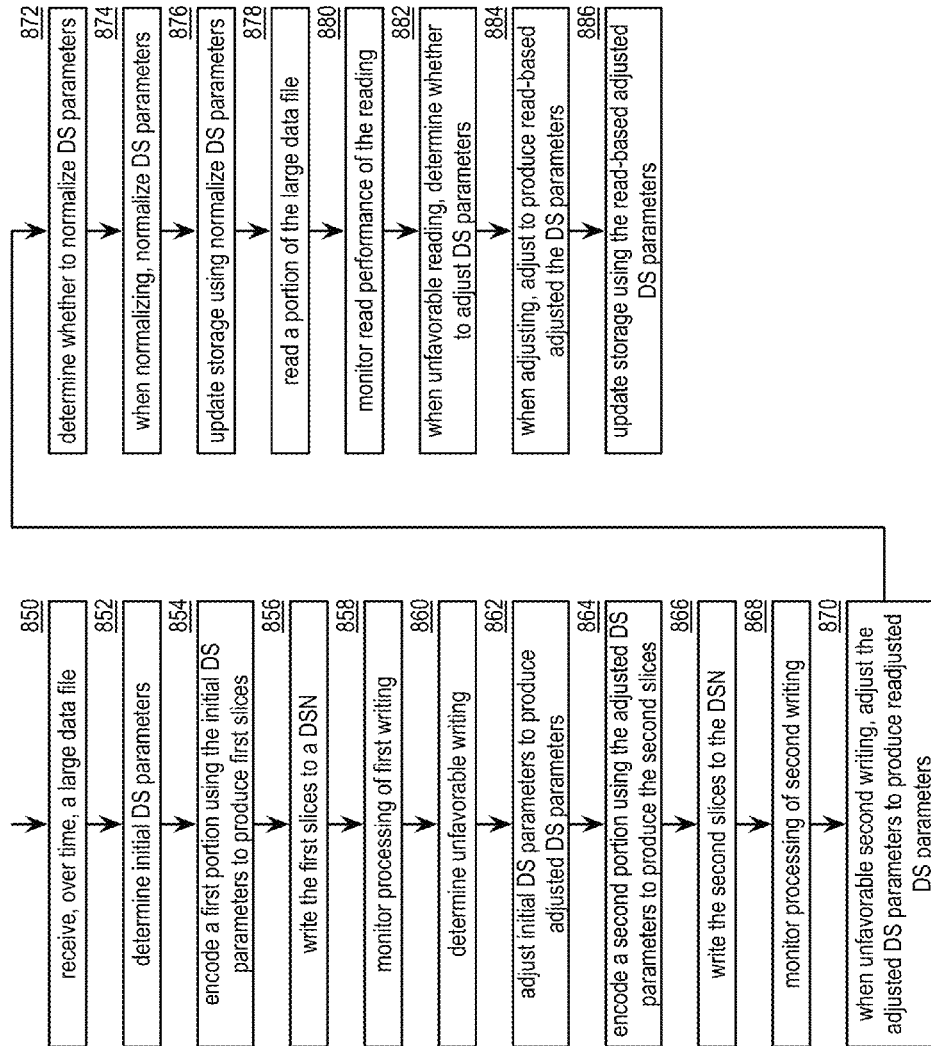 850
receive, over time, a large data file
852
determine initial DS parameters
854
encode a first portion using the initial DS
parameters to produce first slices
856
write the first slices to a DSN
858
monitor processing of first writing
860
determine unfavorable writing
862
adjust initial DS parameters to produce
adjusted DS parameters
864
encode a second portion using the adjusted DS
parameters to produce the second slices
866
write the second slices to the DSN
868
monitor processing of second writing
870
when unfavorable second writing, adjust the
adjusted DS parameters to produce readjusted
DS parameters
872
determine whether to normalize DS parameters
874
when normalizing, normalize DS parameters
876
update storage using normalize DS parameters
878
read a portion of the large data file
880
monitor read performance of the reading
882
when unfavorable reading, determine whether
to adjust DS parameters
884
when adjusting, adjust to produce read-based
adjusted the DS parameters
886
update storage using the read-based adjusted
DS parameters